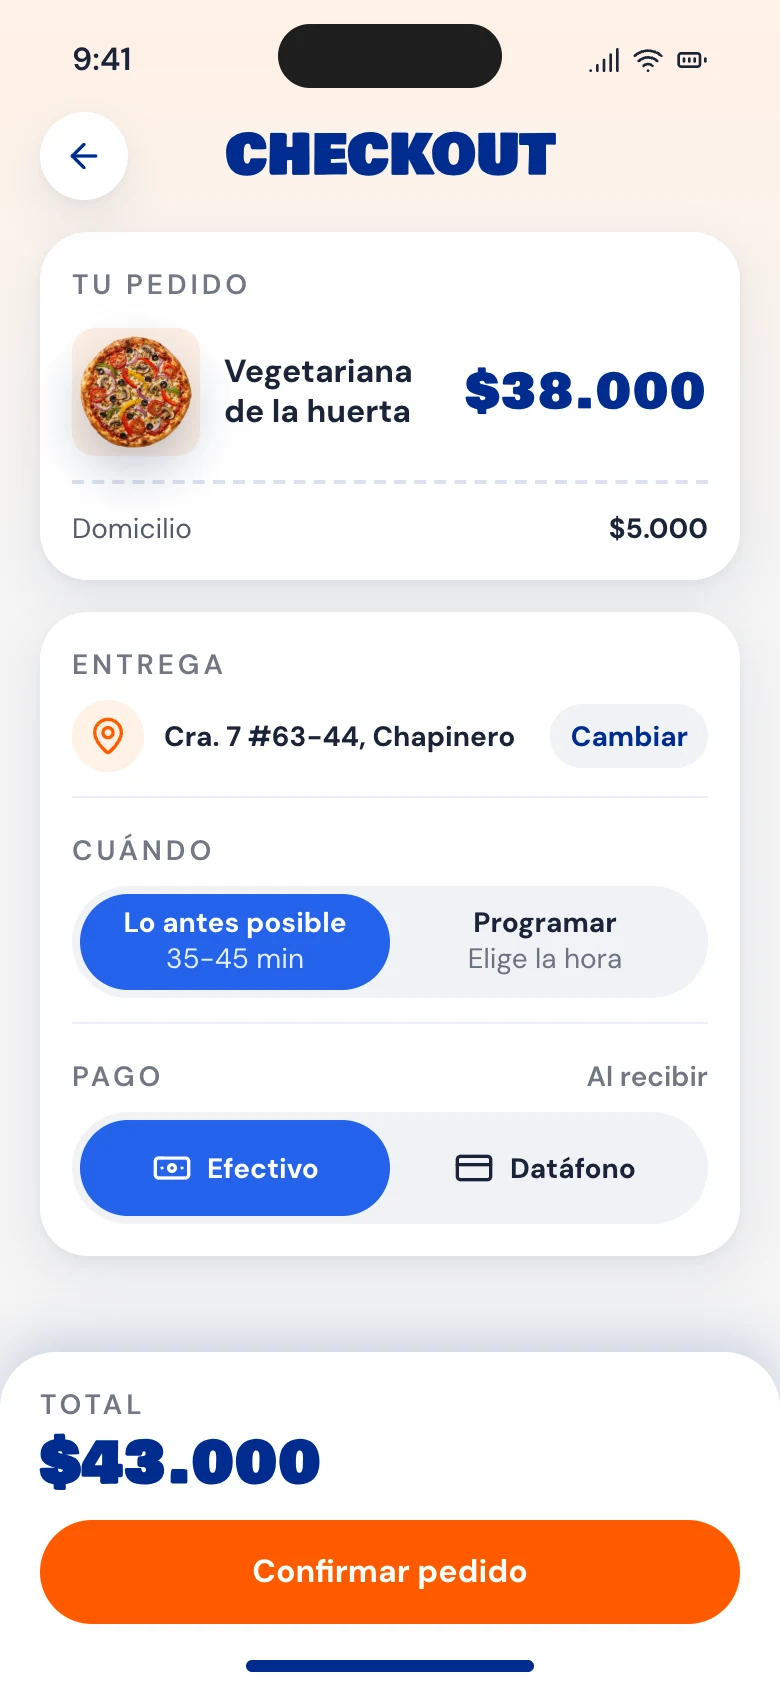 9:41
CHECKOUT
TU PEDIDO
Vegetariana
de la huerta
$38.000
Domicilio
$5.000
ENTREGA
Cra. 7 #63-44, Chapinero
Cambiar
CUÁNDO
Lo antes posible
35-45 min
Programar
Elige la hora
PAGO
Al recibir
Efectivo
Datáfono
TOTAL
$43.000
Confirmar pedido